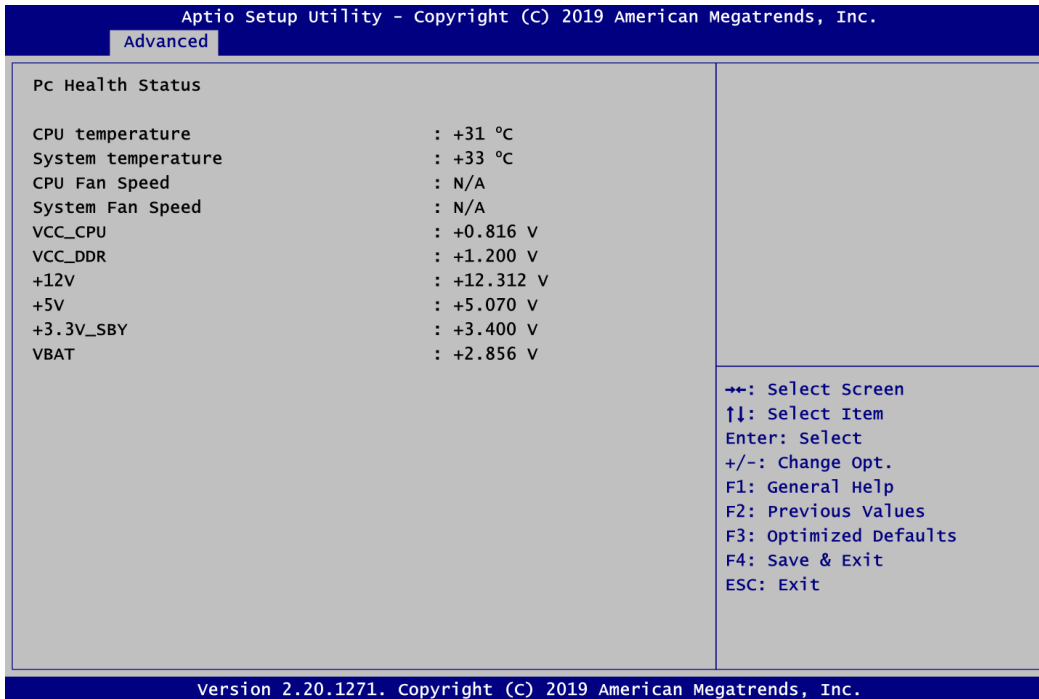 Aptio Setup Utility - Copyright (C) 2019 American Megatrends, Inc.
Advanced
Pc Health Status
CPU temperature : +31 °C
System temperature : +33 °C
CPU Fan Speed : N/A
System Fan Speed : N/A
VCC_CPU : +0.816 V
VCC_DDR : +1.200 V
+12V : +12.312 V
+5V : +5.070 V
+3.3V_SBY : +3.400 V
VBAT : +2.856 V
→←: Select Screen
↑↓: Select Item
Enter: Select
+/-: Change Opt.
F1: General Help
F2: Previous Values
F3: Optimized Defaults
F4: Save & Exit
ESC: Exit
Version 2.20.1271. Copyright (C) 2019 American Megatrends, Inc.